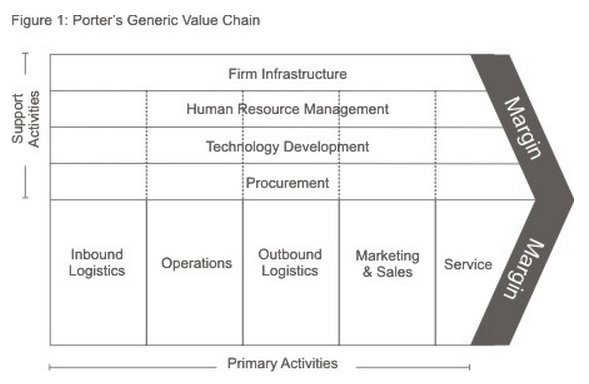 Figure 1: Porter's Generic Value Chain
Support
Activities
Firm Infrastructure
Human Resource Management
Technology Development
Procurement
Inbound
Logistics
Operations
Outbound
Logistics
Marketing
& Sales
Service
Margin
Margin
Primary Activities